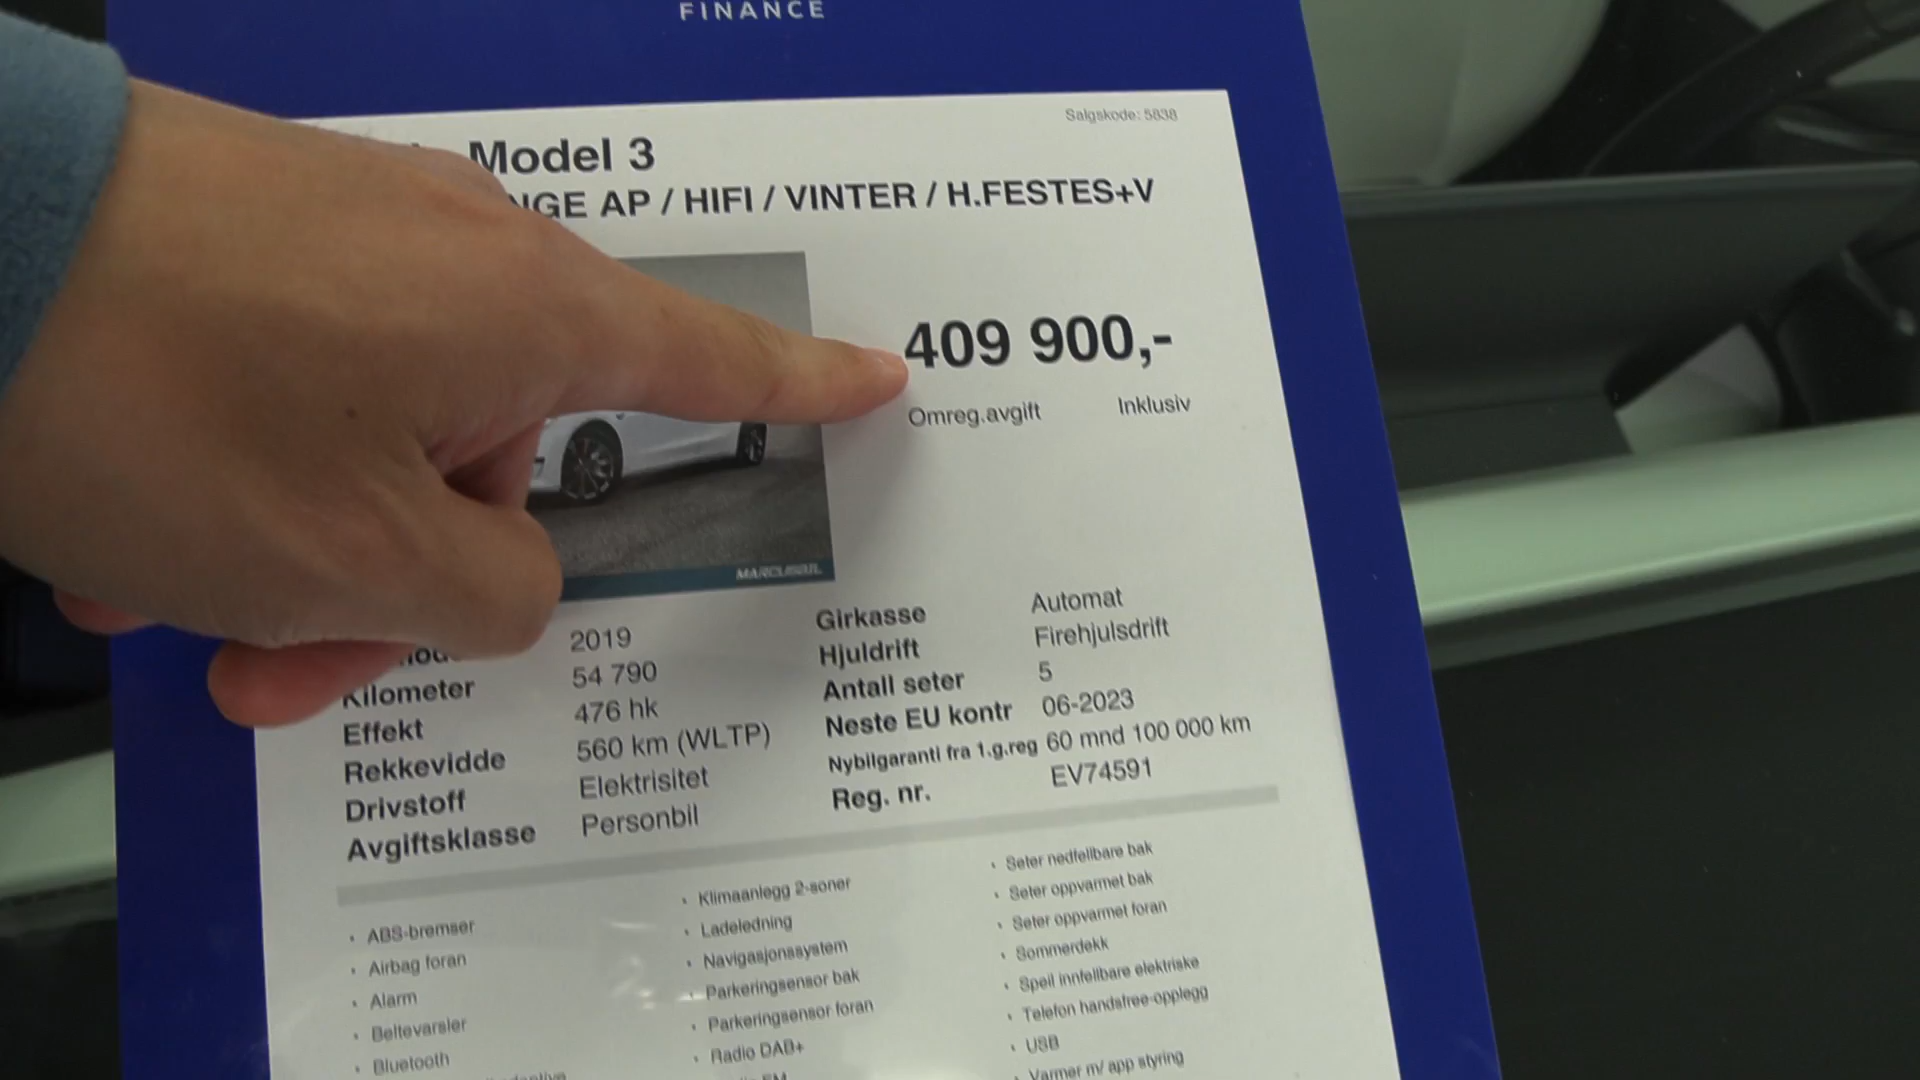 FINANCE
Salgskode: 5838
Model 3
NGE AP / HIFI / VINTER / H.FESTES+V
409 900,-
Omreg.avgift Inklusiv
MARCUSBIL
2019
Kilometer 54 790
Effekt 476 hk
Rekkevidde 560 km (WLTP)
Drivstoff Elektrisitet
Avgiftsklasse Personbil
Girkasse Automat
Hjuldrift Firehjulsdrift
Antall seter 5
Neste EU kontr 06-2023
Nybilgaranti fra 1.g.reg 60 mnd 100 000 km
Reg. nr. EV74591
• ABS-bremser
• Airbag foran
• Alarm
• Beltevarsler
• Bluetooth
• Klimaanlegg 2-soner
• Ladeledning
• Navigasjonssystem
• Parkeringsensor bak
• Parkeringsensor foran
• Radio DAB+
FM
• Seter nedfellbare bak
• Seter oppvarmet bak
• Seter oppvarmet foran
• Sommerdekk
• Speil innfellbare elektriske
• Telefon handsfree-opplegg
• USB
• Varmer m/ app styring